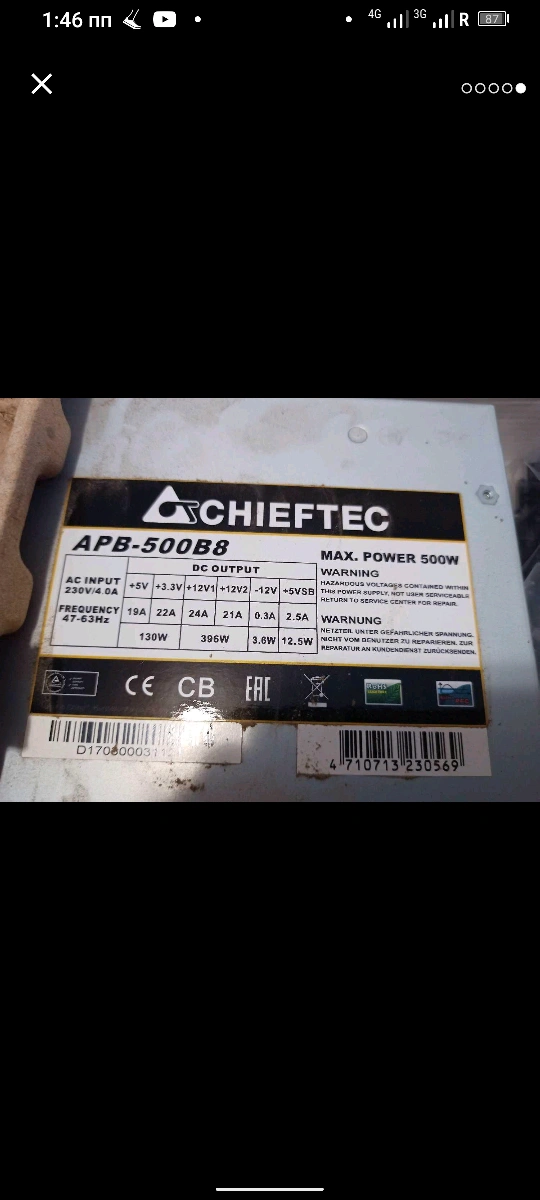 1:46 пп
4G 3G R 87
CHIEFTEC
APB-500B8
MAX. POWER 500W
AC INPUT
230V/4.0A
FREQUENCY
47-63Hz
DC OUTPUT
+5V +3.3V +12V1 +12V2 -12V +5VSB
19A 22A 24A 21A 0.3A 2.5A
130W 396W 3.6W 12.5W
WARNING
HAZARDOUS VOLTAGES CONTAINED WITHIN
THIS POWER SUPPLY, NOT USER SERVICEABLE
RETURN TO SERVICE CENTER FOR REPAIR.
WARNUNG
NETZTEIL UNTER GEFÄHRLICHER SPANNUNG.
NICHT VOM BENUTZER ZU REPARIEREN. ZUR
REPARATUR AN KUNDENDIENST ZURÜCKSENDEN.
CE CB EAC RoHS
4 710713 230569